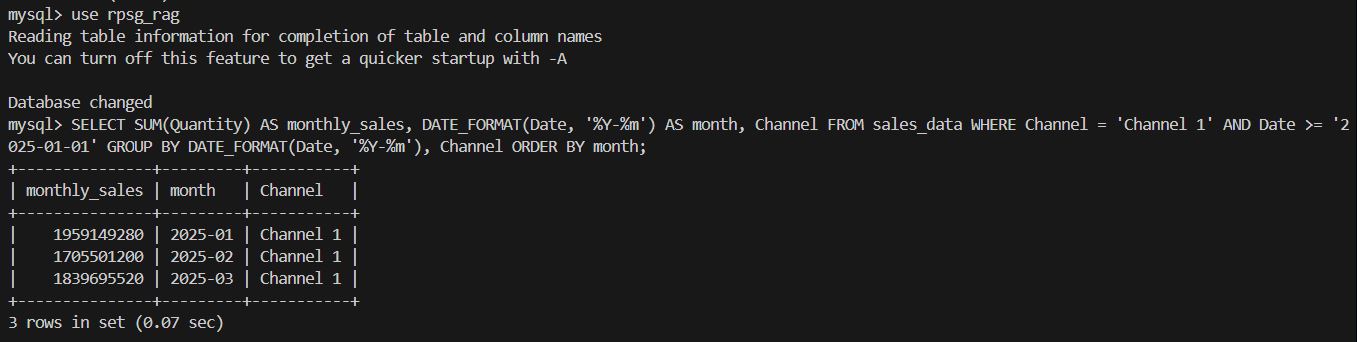 mysql> use rpsg_rag
Reading table information for completion of table and column names
You can turn off this feature to get a quicker startup with -A
Database changed
mysql> SELECT SUM(Quantity) AS monthly_sales, DATE_FORMAT(Date, '%Y-%m') AS month, Channel FROM sales_data WHERE Channel = 'Channel 1' AND Date >= '2
025-01-01' GROUP BY DATE_FORMAT(Date, '%Y-%m'), Channel ORDER BY month;
+---------------+---------+-----------+
| monthly_sales | month   | Channel   |
+---------------+---------+-----------+
|    1959149280 | 2025-01 | Channel 1 |
|    1705501200 | 2025-02 | Channel 1 |
|    1839695520 | 2025-03 | Channel 1 |
+---------------+---------+-----------+
3 rows in set (0.07 sec)